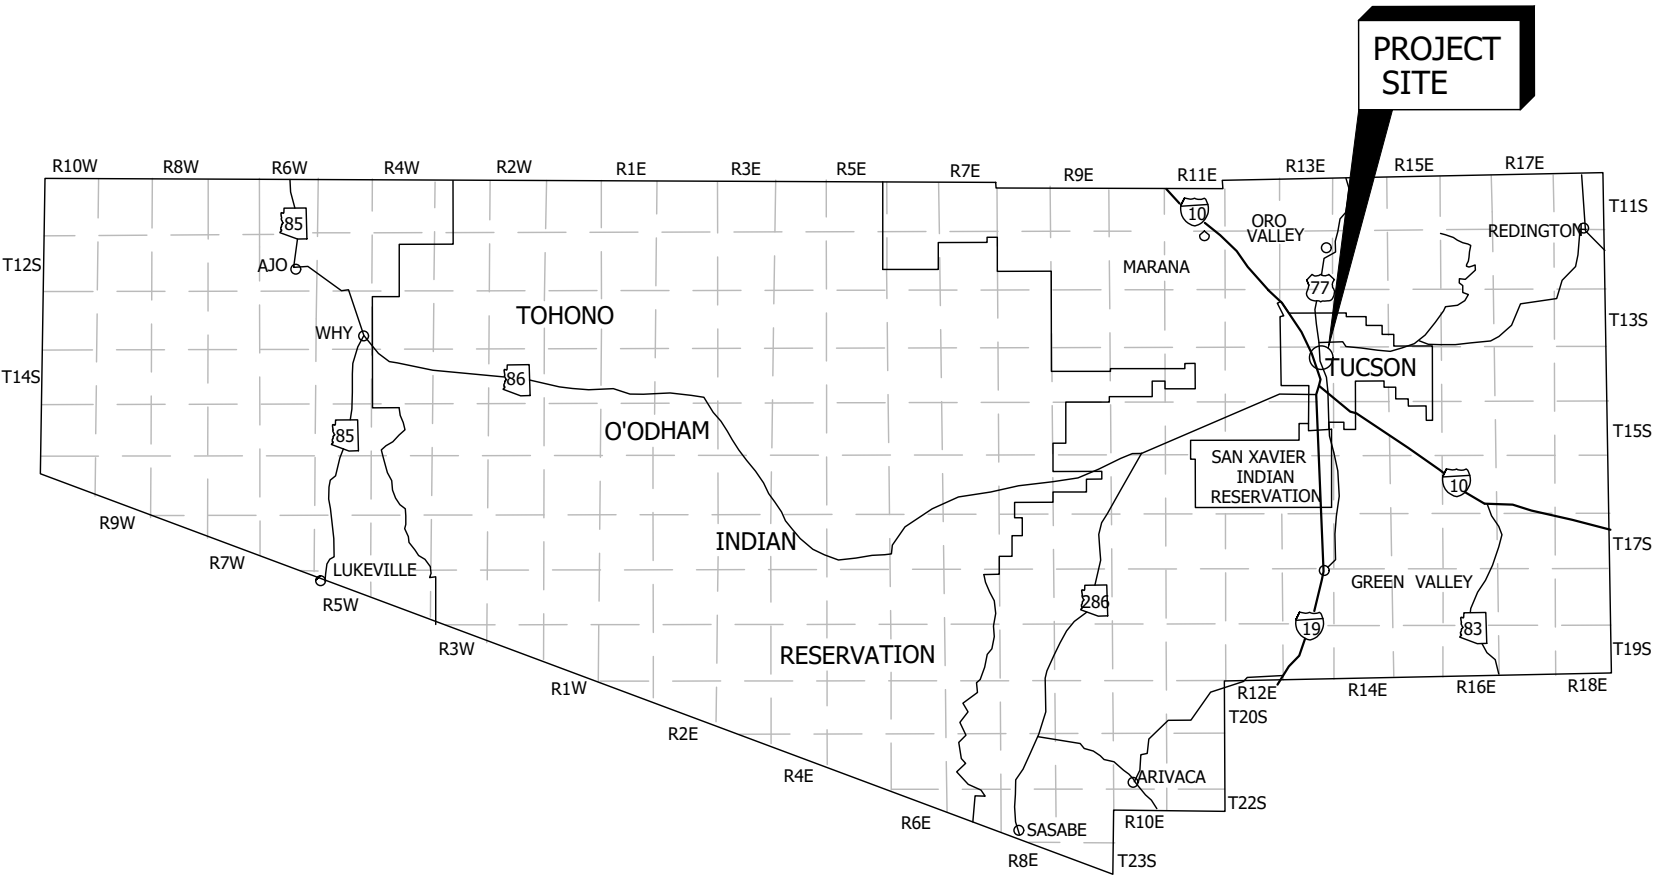 PROJECT
SITE
R10W
R8W
R6W
R4W
R2W
R1E
R3E
R5E
R7E
R9E
R11E
R13E
R15E
R17E
T11S
85
10
ORO
VALLEY
REDINGTON
T12S
AJO
MARANA
77
TOHONO
T13S
WHY
TUCSON
T14S
86
85
O'ODHAM
T15S
SAN XAVIER
INDIAN
RESERVATION
10
R9W
INDIAN
T17S
R7W
LUKEVILLE
GREEN VALLEY
R5W
286
19
83
R3W
RESERVATION
T19S
R1W
R12E
R14E
R16E
R18E
T20S
R2E
R4E
ARIVACA
T22S
R6E
R10E
SASABE
R8E
T23S